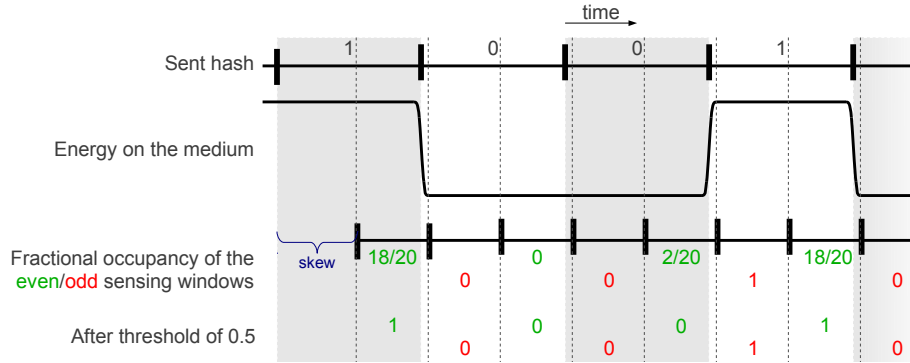 time
1 0 0 1
Sent hash
Energy on the medium
skew
Fractional occupancy of the
even/odd sensing windows
18/20 0 2/20 18/20
0 0 1 0
After threshold of 0.5
1 0 0 1
0 0 1 0